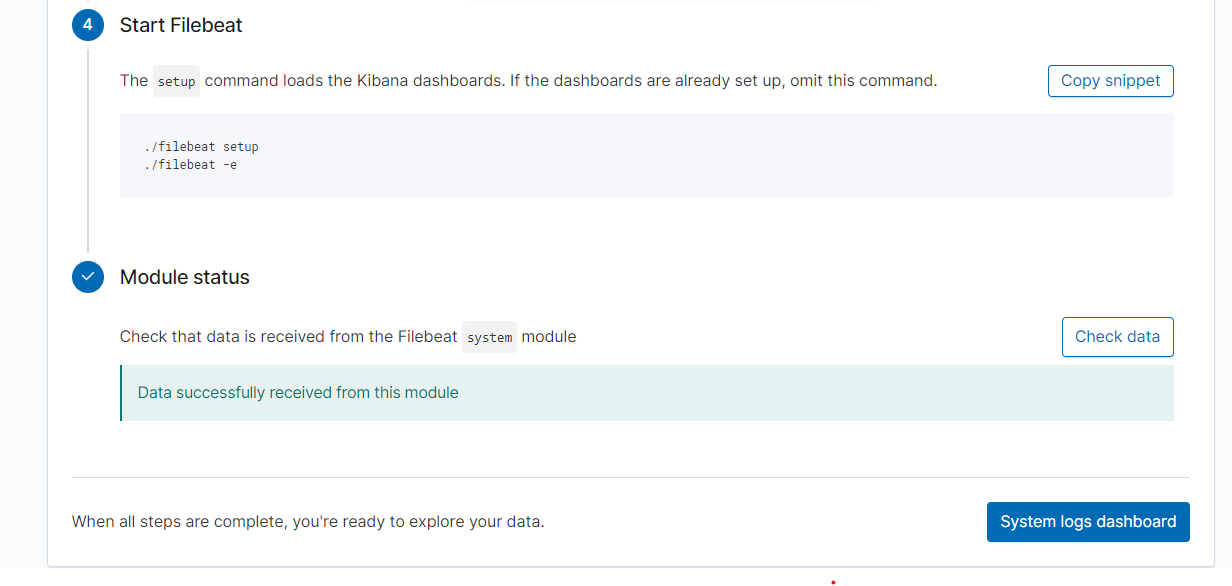 4 Start Filebeat
The setup command loads the Kibana dashboards. If the dashboards are already set up, omit this command.
Copy snippet
./filebeat setup
./filebeat -e
Module status
Check that data is received from the Filebeat system module
Check data
Data successfully received from this module
When all steps are complete, you're ready to explore your data.
System logs dashboard